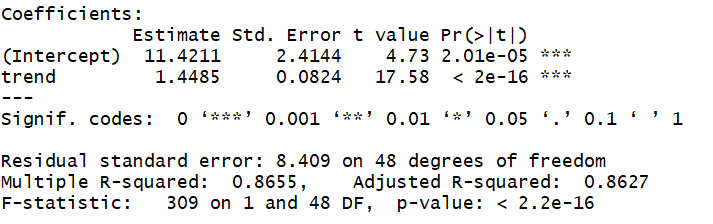 Coefficients:
            Estimate Std. Error t value Pr(>|t|)
(Intercept)  11.4211     2.4144    4.73 2.01e-05 ***
trend         1.4485     0.0824   17.58  < 2e-16 ***
---
Signif. codes:  0 ‘***’ 0.001 ‘**’ 0.01 ‘*’ 0.05 ‘.’ 0.1 ‘ ’ 1
Residual standard error: 8.409 on 48 degrees of freedom
Multiple R-squared:  0.8655,	Adjusted R-squared:  0.8627
F-statistic:   309 on 1 and 48 DF,  p-value: < 2.2e-16